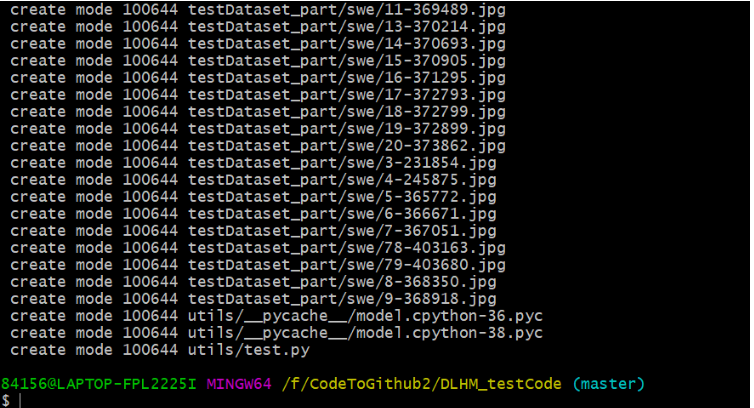 create mode 100644 testDataset_part/swe/11-369489.jpg
create mode 100644 testDataset_part/swe/13-370214.jpg
create mode 100644 testDataset_part/swe/14-370693.jpg
create mode 100644 testDataset_part/swe/15-370905.jpg
create mode 100644 testDataset_part/swe/16-371295.jpg
create mode 100644 testDataset_part/swe/17-372793.jpg
create mode 100644 testDataset_part/swe/18-372799.jpg
create mode 100644 testDataset_part/swe/19-372899.jpg
create mode 100644 testDataset_part/swe/20-373862.jpg
create mode 100644 testDataset_part/swe/3-231854.jpg
create mode 100644 testDataset_part/swe/4-245875.jpg
create mode 100644 testDataset_part/swe/5-365772.jpg
create mode 100644 testDataset_part/swe/6-366671.jpg
create mode 100644 testDataset_part/swe/7-367051.jpg
create mode 100644 testDataset_part/swe/78-403163.jpg
create mode 100644 testDataset_part/swe/79-403680.jpg
create mode 100644 testDataset_part/swe/8-368350.jpg
create mode 100644 testDataset_part/swe/9-368918.jpg
create mode 100644 utils/__pycache__/model.cpython-36.pyc
create mode 100644 utils/__pycache__/model.cpython-38.pyc
create mode 100644 utils/test.py
84156@LAPTOP-FPL2225I MINGW64 /f/CodeToGithub2/DLHM_testCode (master)
$